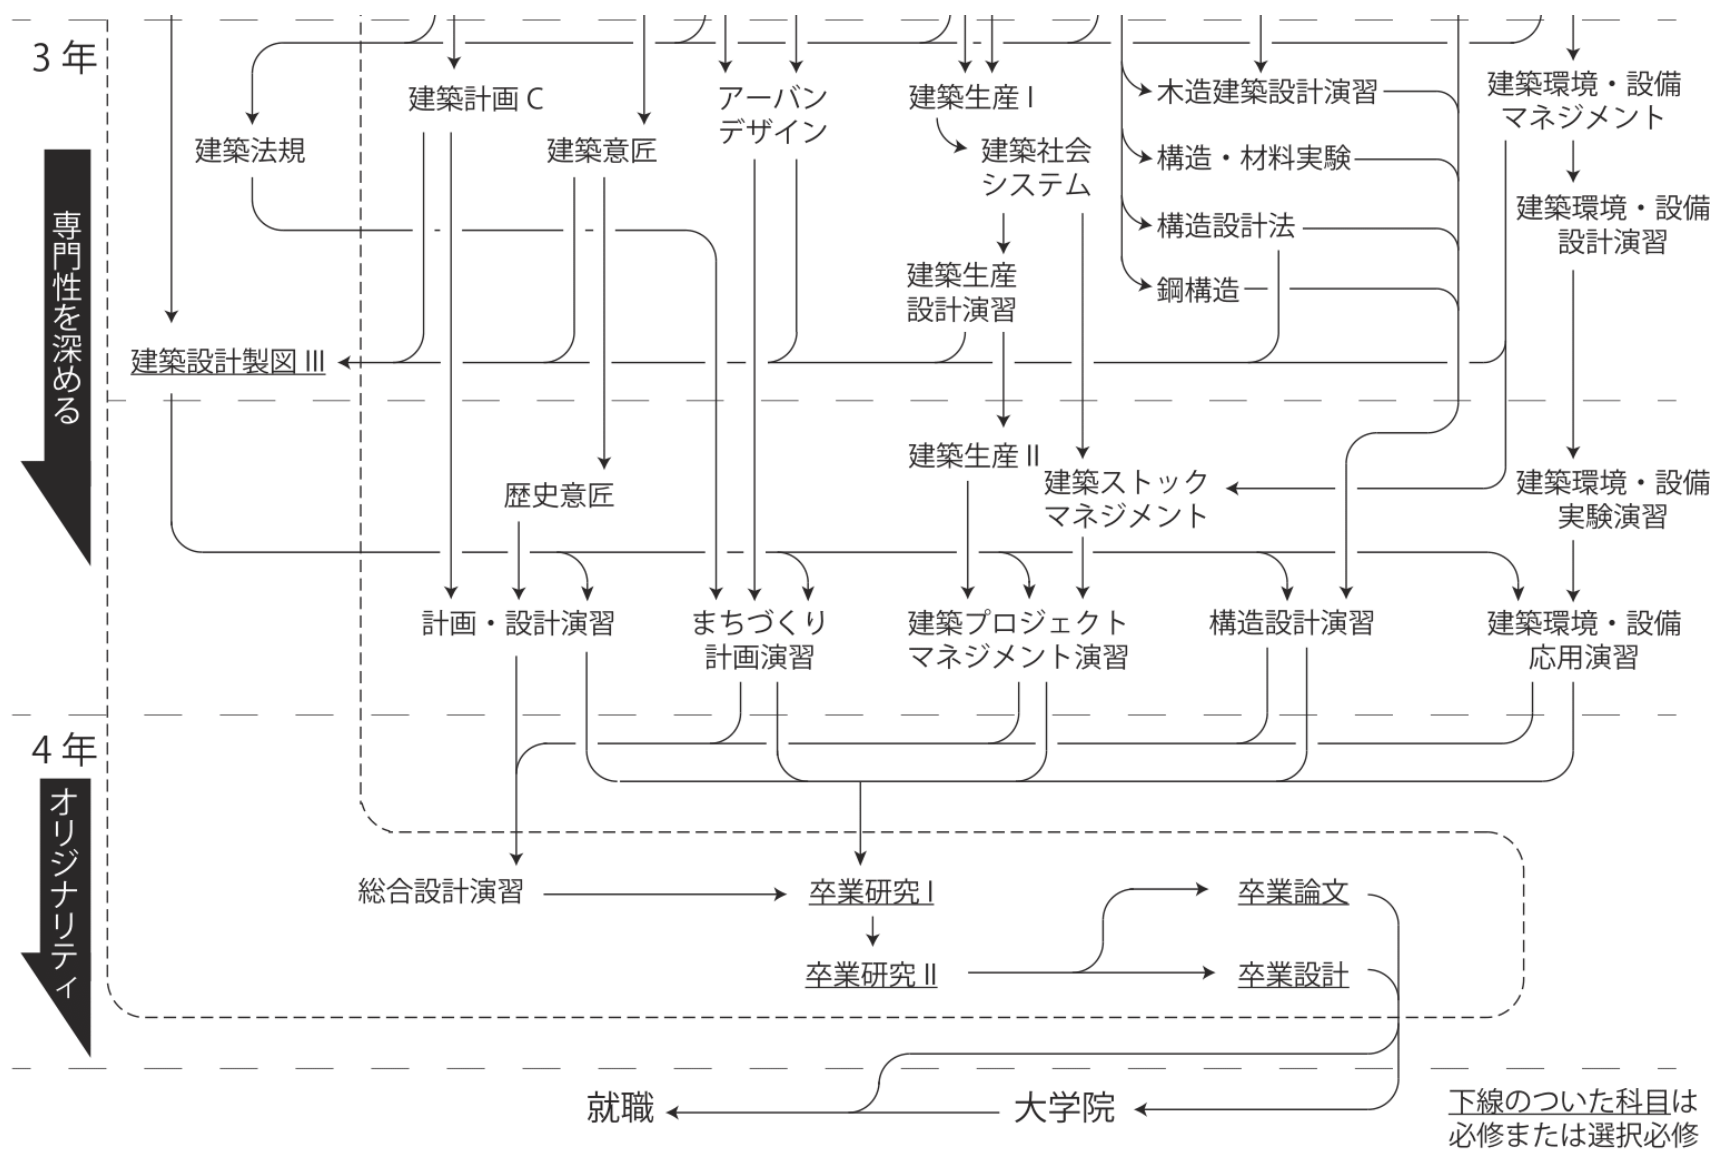 3 年
専門性を深める
建築計画 C
アーバン
デザイン
建築生産 I
木造建築設計演習
建築環境・設備
マネジメント
建築法規
建築意匠
建築社会
システム
構造・材料実験
構造設計法
建築環境・設備
設計演習
建築生産
設計演習
鋼構造
建築設計製図 III
建築生産 II
建築ストック
マネジメント
建築環境・設備
実験演習
歴史意匠
計画・設計演習
まちづくり
計画演習
建築プロジェクト
マネジメント演習
構造設計演習
建築環境・設備
応用演習
4 年
オリジナリティ
総合設計演習
卒業研究 I
卒業論文
卒業研究 II
卒業設計
就職
大学院
下線のついた科目は
必修または選択必修